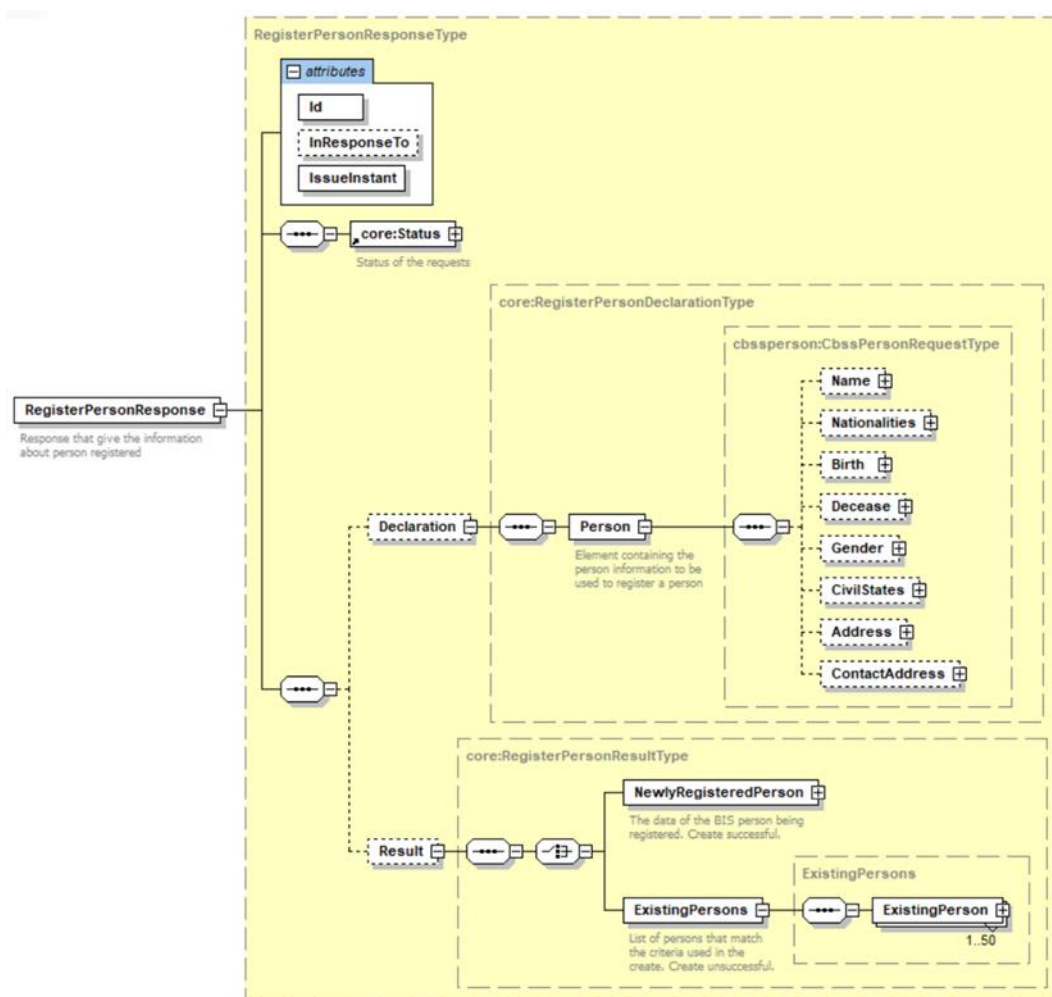 RegisterPersonResponseType
attributes
Id
InResponseTo
IssueInstant
core:Status
Status of the requests
core:RegisterPersonDeclarationType
cbssperson:CbssPersonRequestType
Name
Nationalities
Birth
Decease
Gender
CivilStates
Address
ContactAddress
RegisterPersonResponse
Response that give the information
about person registered
Declaration
Person
Element containing the
person information to be
used to register a person
core:RegisterPersonResultType
NewlyRegisteredPerson
The data of the BIS person being
registered. Create successful.
Result
ExistingPersons
ExistingPersons
ExistingPerson
1..50
List of persons that match
the criteria used in the
create. Create unsuccessful.